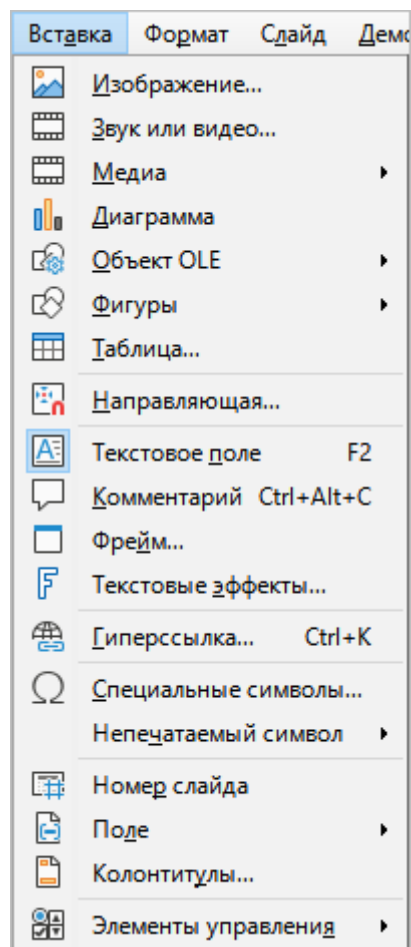 Вставка Формат Слайд Демо
Изображение...
Звук или видео...
Медиа
Диаграмма
Объект OLE
Фигуры
Таблица...
Направляющая...
Текстовое поле F2
Комментарий Ctrl+Alt+C
Фрейм...
Текстовые эффекты...
Гиперссылка... Ctrl+K
Специальные символы...
Непечатаемый символ
Номер слайда
Поле
Колонтитулы...
Элементы управления